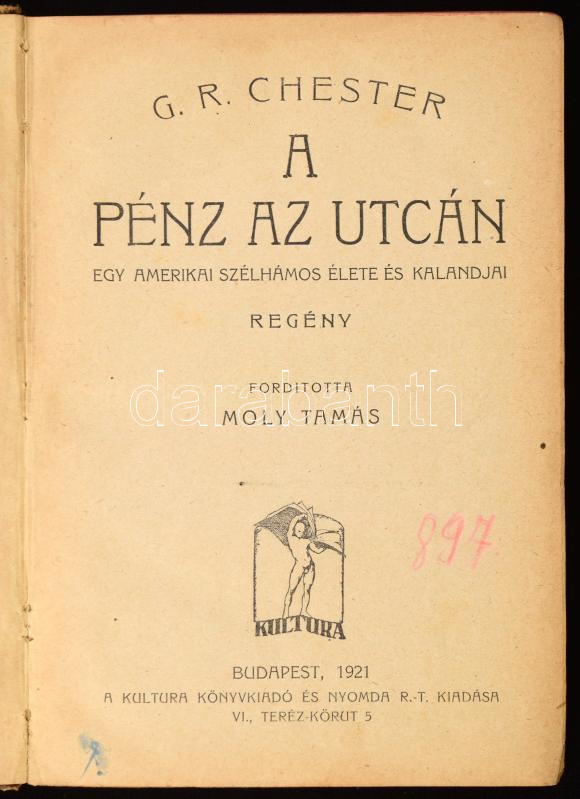 G. R. CHESTER
A
PÉNZ AZ UTCÁN
EGY AMERIKAI SZÉLHÁMOS ÉLETE ÉS KALANDJAI
REGÉNY
FORDITOTTA
darabanth
MOLY TAMÁS
897.
KULTURA
BUDAPEST, 1921
A KULTURA KÖNYVKIADÓ ÉS NYOMDA R.-T. KIADÁSA
VI., TERÉZ-KÖRUT 5